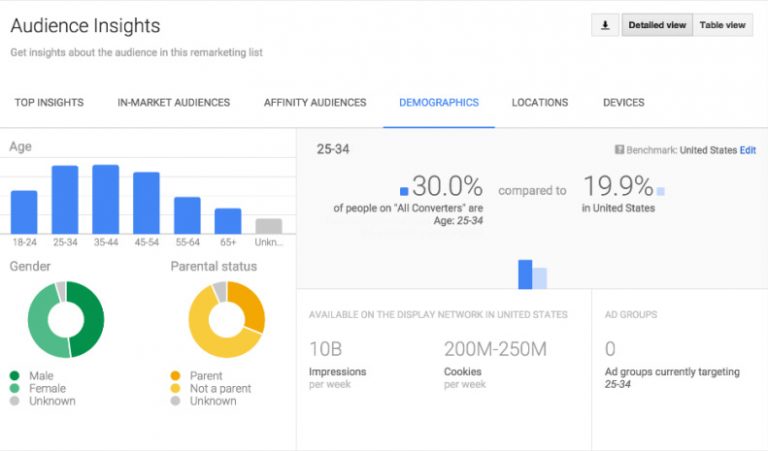 Audience Insights
Get insights about the audience in this remarketing list
Detailed view
Table view
TOP INSIGHTS
IN-MARKET AUDIENCES
AFFINITY AUDIENCES
DEMOGRAPHICS
LOCATIONS
DEVICES
Age
18-24 25-34 35-44 45-54 55-64 65+ Unkn...
Gender
Male
Female
Unknown
Parental status
Parent
Not a parent
Unknown
25-34
Benchmark: United States Edit
30.0%
of people on "All Converters" are
Age: 25-34
compared to
19.9%
in United States
AVAILABLE ON THE DISPLAY NETWORK IN UNITED STATES
10B
Impressions
per week
200M-250M
Cookies
per week
AD GROUPS
0
Ad groups currently targeting
25-34